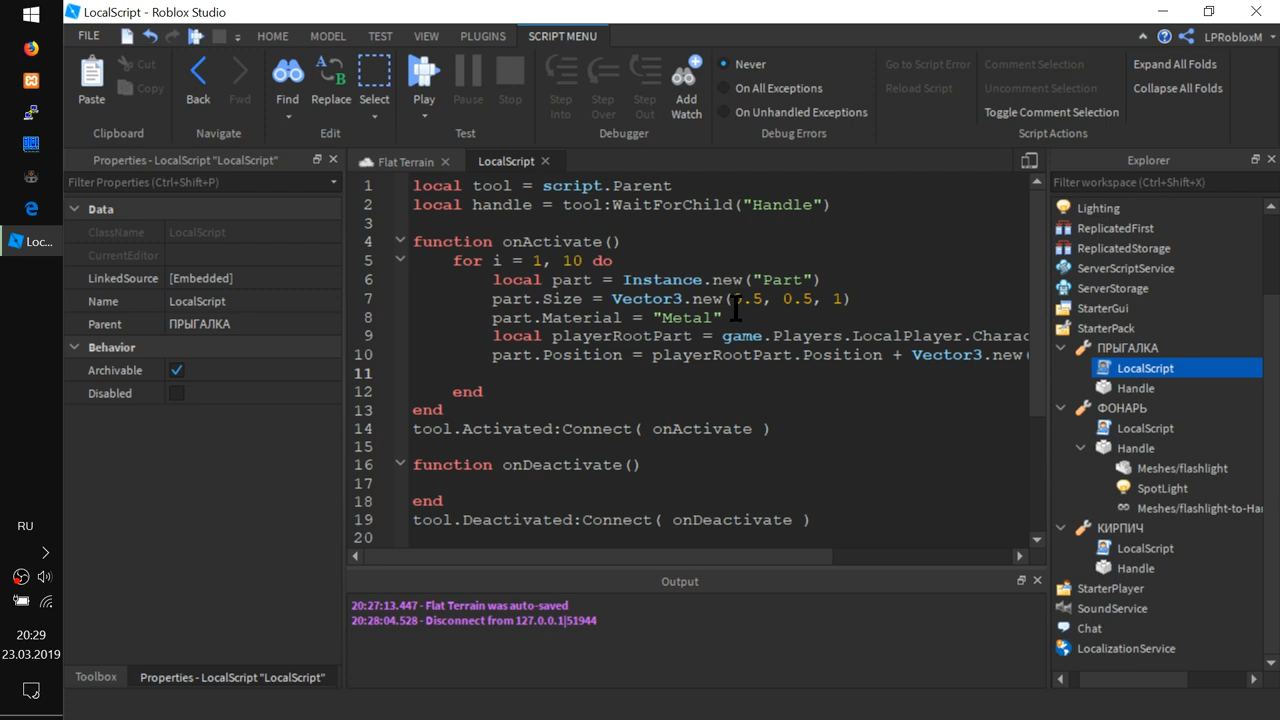 LocalScript - Roblox Studio
FILE HOME MODEL TEST VIEW PLUGINS SCRIPT MENU LPRobloxM
Paste
Cut
Copy
Clipboard
Back
Fwd
Navigate
Find
Replace
Select
Edit
Play
Pause
Stop
Test
Step Into
Step Over
Step Out
Add Watch
Debugger
Never
On All Exceptions
On Unhandled Exceptions
Debug Errors
Go to Script Error
Reload Script
Comment Selection
Uncomment Selection
Toggle Comment Selection
Script Actions
Expand All Folds
Collapse All Folds
Properties - LocalScript "LocalScript"
Filter Properties (Ctrl+Shift+P)
Data
ClassName LocalScript
CurrentEditor
LinkedSource [Embedded]
Name LocalScript
Parent ПРЫГАЛКА
Behavior
Archivable
Disabled
Toolbox
Properties - LocalScript "LocalScript"
Flat Terrain
LocalScript
1 local tool = script.Parent
2 local handle = tool:WaitForChild("Handle")
3
4 function onActivate()
5 for i = 1, 10 do
6 local part = Instance.new("Part")
7 part.Size = Vector3.new( .5, 0.5, 1)
8 part.Material = "Metal"
9 local playerRootPart = game.Players.LocalPlayer.Charac
10 part.Position = playerRootPart.Position + Vector3.new(
11
12 end
13 end
14 tool.Activated:Connect( onActivate )
15
16 function onDeactivate()
17
18 end
19 tool.Deactivated:Connect( onDeactivate )
20
Output
20:27:13.447 - Flat Terrain was auto-saved
20:28:04.528 - Disconnect from 127.0.0.1|51944
Explorer
Filter workspace (Ctrl+Shift+X)
Lighting
ReplicatedFirst
ReplicatedStorage
ServerScriptService
ServerStorage
StarterGui
StarterPack
ПРЫГАЛКА
LocalScript
Handle
ФОНАРЬ
LocalScript
Handle
Meshes/flashlight
SpotLight
Meshes/flashlight-to-Ha
КИРПИЧ
LocalScript
Handle
StarterPlayer
SoundService
Chat
LocalizationService
Loc...
RU
20:29
23.03.2019